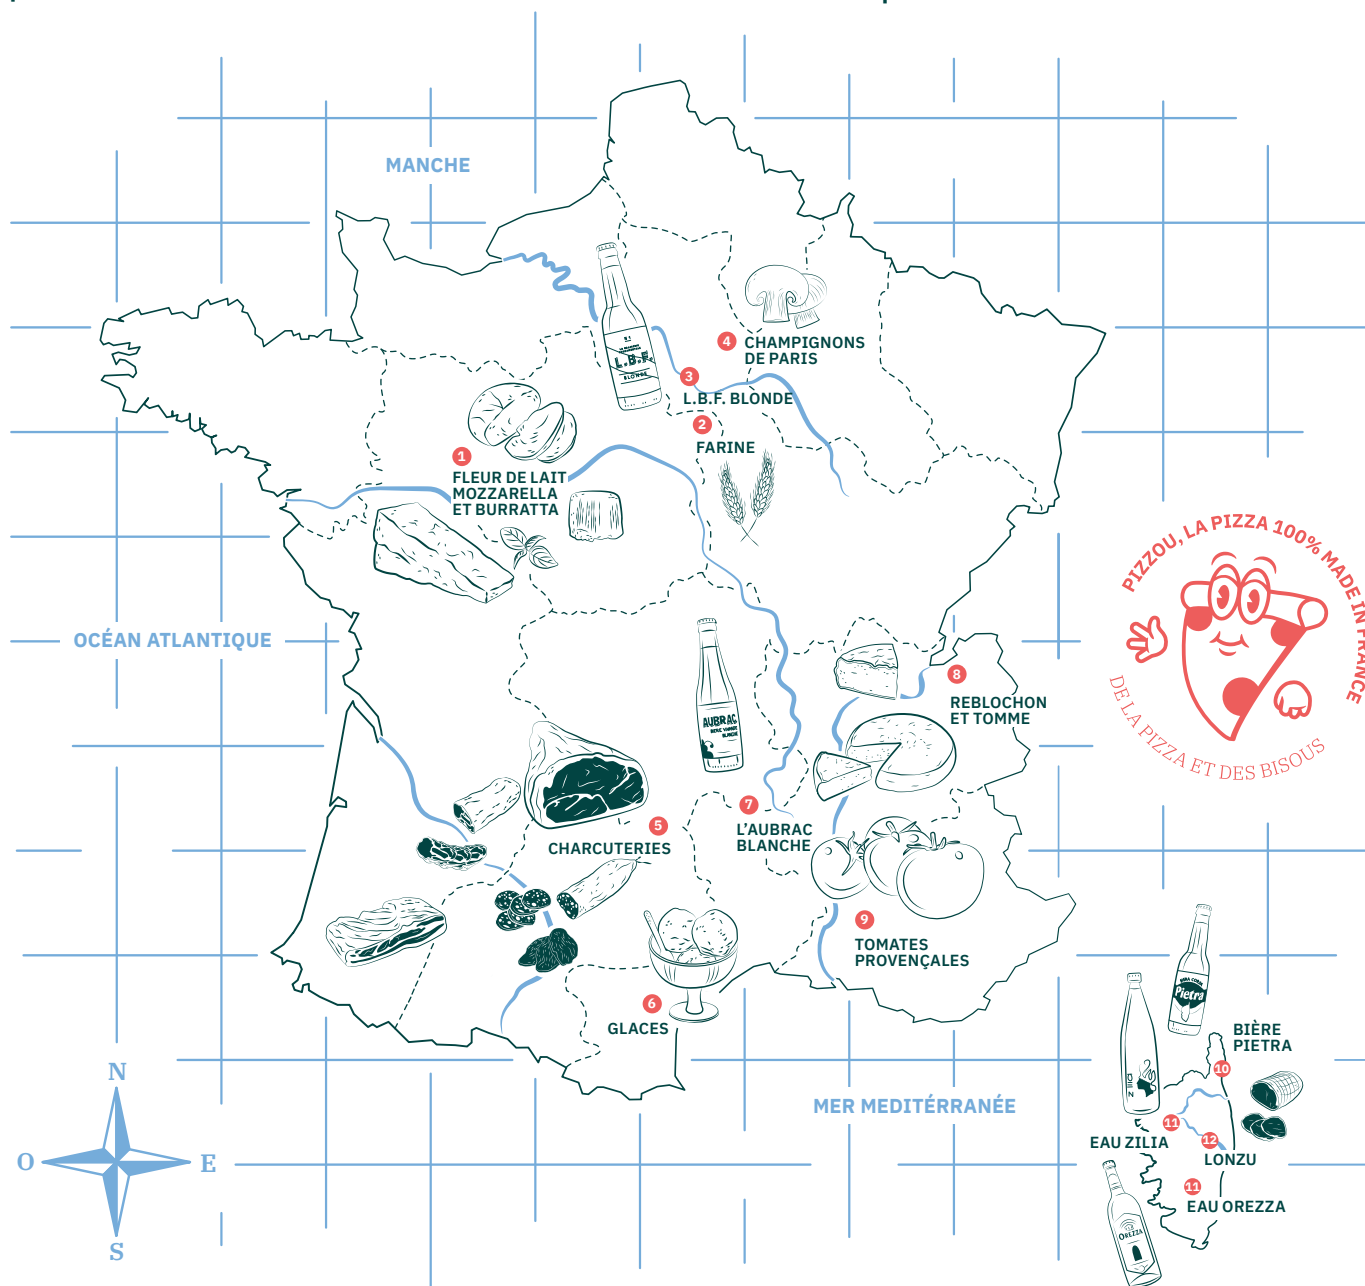 MANCHE
L.B.F.
BLONDE
4
CHAMPIGNONS
DE PARIS
3
L.B.F. BLONDE
2
FARINE
1
FLEUR DE LAIT
MOZZARELLA
ET BURRATTA
PIZZOU, LA PIZZA 100% MADE IN FRANCE
DE LA PIZZA ET DES BISOUS
OCÉAN ATLANTIQUE
8
REBLOCHON
ET TOMME
AUBRAC
BLANCHE
7
L'AUBRAC
BLANCHE
5
CHARCUTERIES
9
TOMATES
PROVENÇALES
6
GLACES
Pietra
BIÈRE
PIETRA
10
MER MEDITÉRRANÉE
11
EAU ZILIA
12
LONZU
11
EAU OREZZA
OREZZA
N
O
E
S